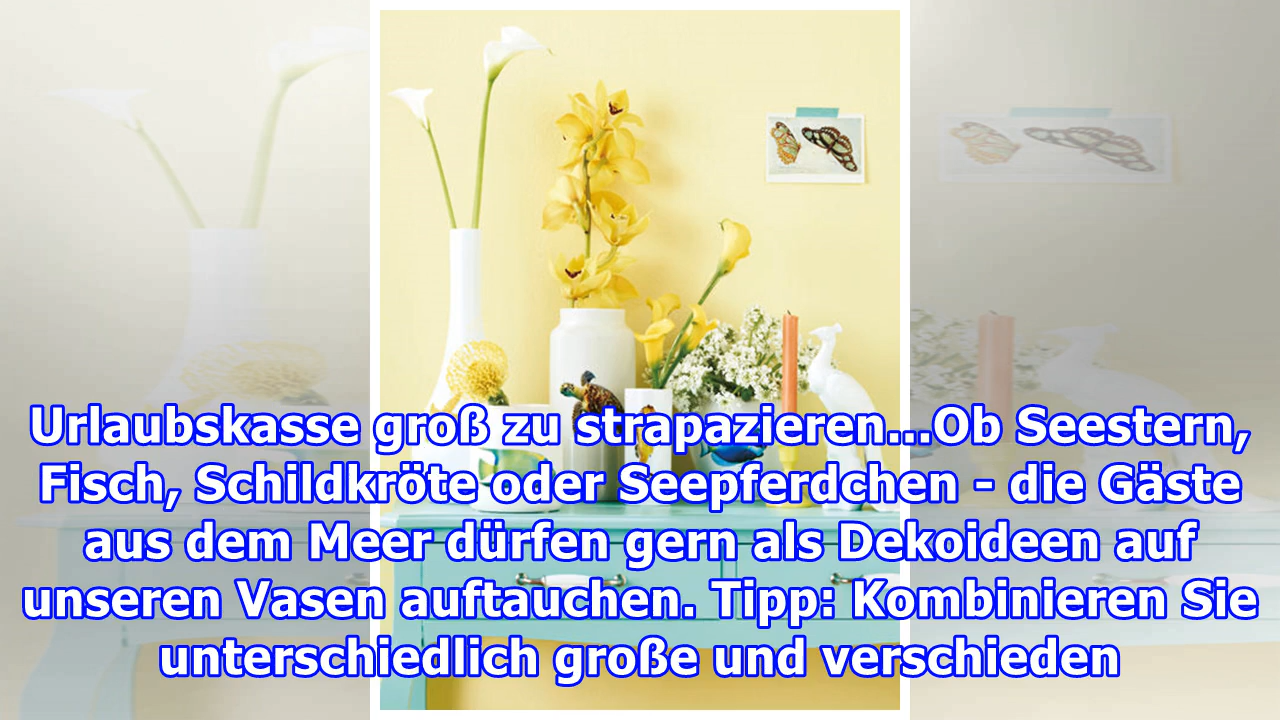 Urlaubskasse groß zu strapazieren...Ob Seestern,
Fisch, Schildkröte oder Seepferdchen - die Gäste
aus dem Meer dürfen gern als Dekoideen auf
unseren Vasen auftauchen. Tipp: Kombinieren Sie
unterschiedlich große und verschieden